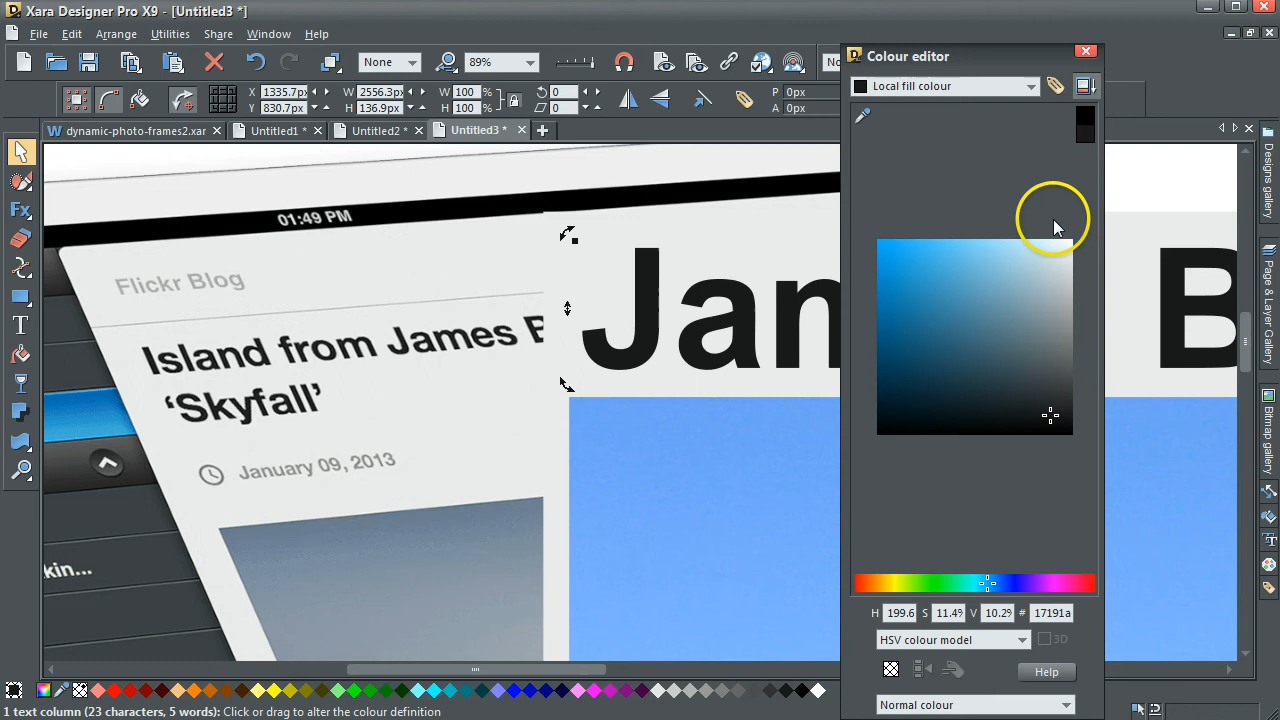 Xara Designer Pro X9 - [Untitled3 *]
File Edit Arrange Utilities Share Window Help
None 89% No
X 1335.7px W 2556.3px W 100 0 P 0px
Y 830.7px H 136.9px H 100 0 A 0px
W dynamic-photo-frames2.xar Untitled1 * Untitled2 * Untitled3 *
01:49 PM
Flickr Blog
Island from James B
‘Skyfall’
January 09, 2013
kin...
Jam
B
Colour editor
Local fill colour
H 199.6 S 11.4% V 10.2% # 17191a
HSV colour model 3D
Help
Normal colour
Designs gallery
Page & Layer Gallery
Bitmap gallery
1 text column (23 characters, 5 words): Click or drag to alter the colour definition